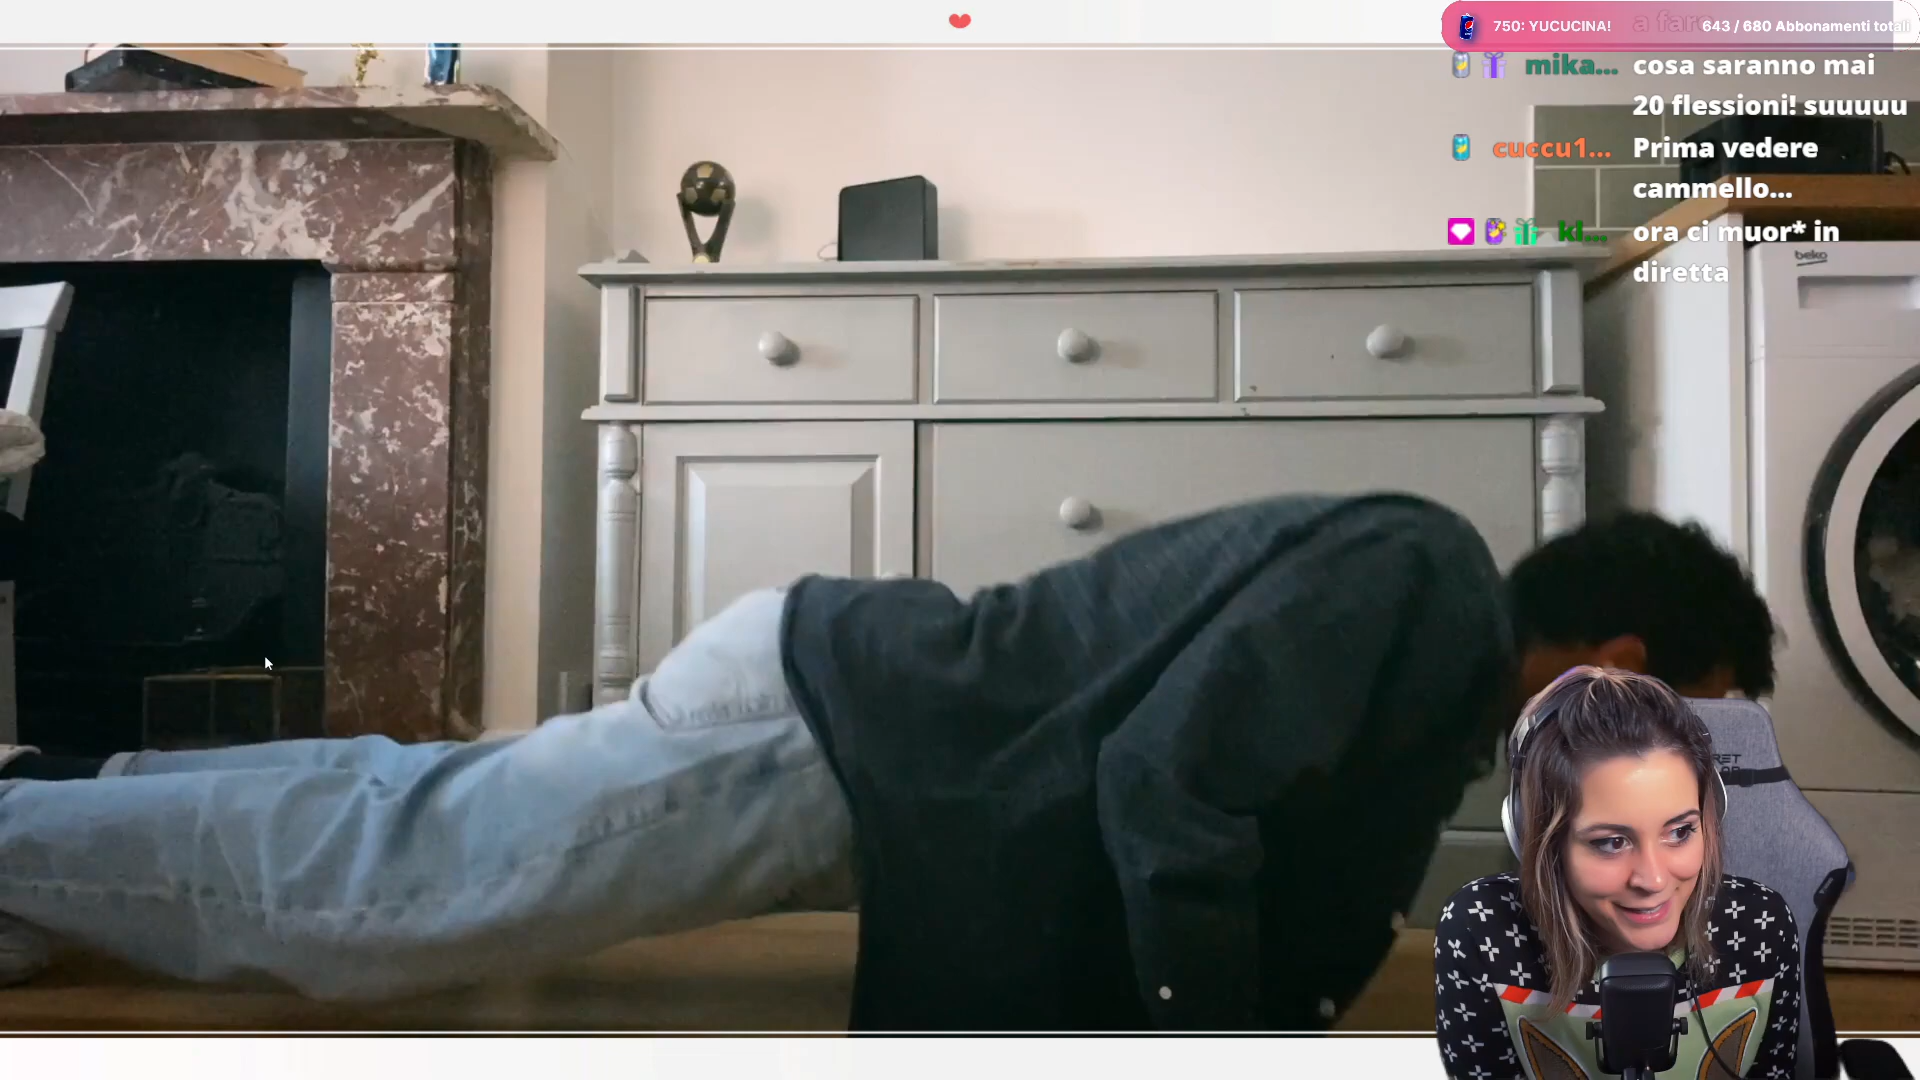 750: YUCUCINA!
643 / 680 Abbonamenti totali
mika... cosa saranno mai
20 flessioni! suuuuu
cuccu1... Prima vedere
cammello...
kl... ora ci muor* in
diretta
beko